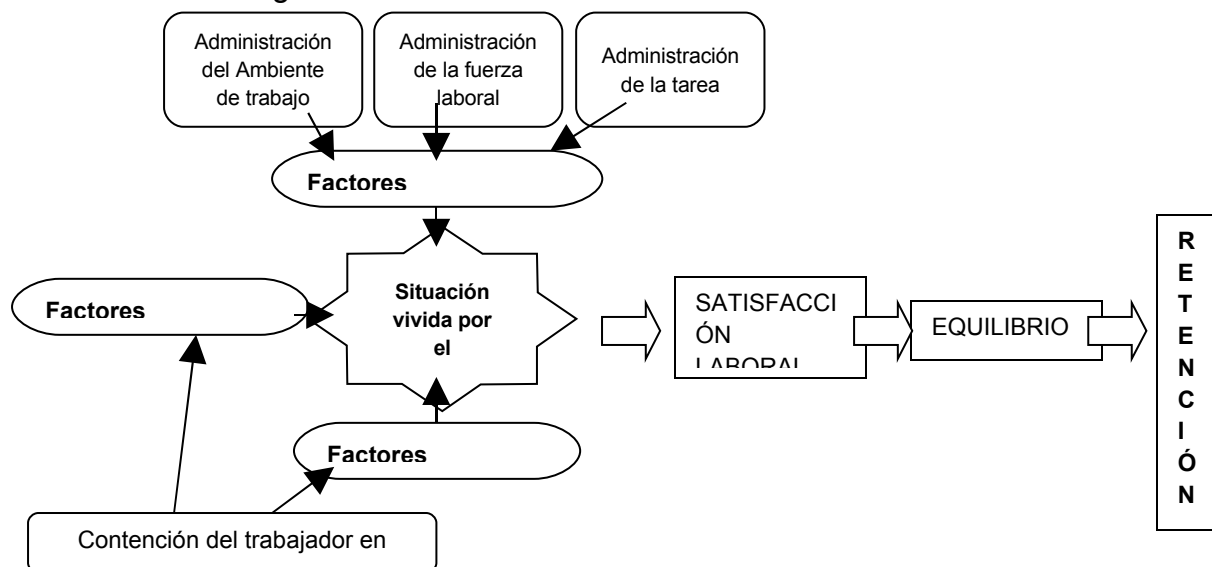 g
Administración
del Ambiente
de trabajo
Administración
de la fuerza
laboral
Administración
de la tarea
Factores
Factores
Situación
vivida por
el
SATISFACCI
ÓN
LABORAL
EQUILIBRIO
R
E
T
E
N
C
I
Ó
N
Factores
Contención del trabajador en